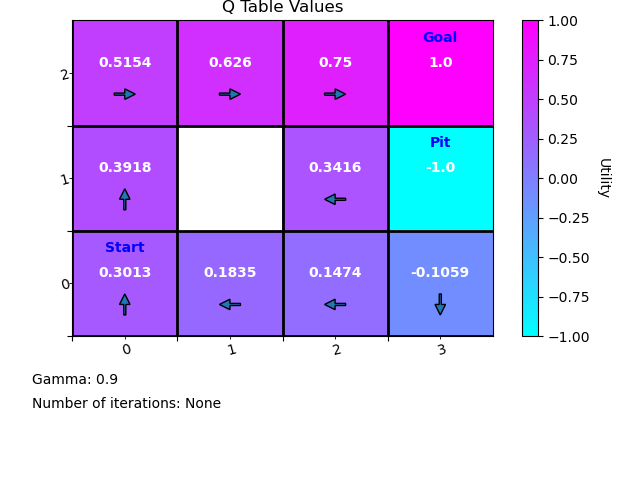 Q Table Values
Goal
0.5154 0.626 0.75 1.0
Pit
0.3918 0.3416 -1.0
Start
0.3013 0.1835 0.1474 -0.1059
2
1
0
0 1 2 3
1.00
0.75
0.50
0.25
0.00
−0.25
−0.50
−0.75
−1.00
Utility
Gamma: 0.9
Number of iterations: None